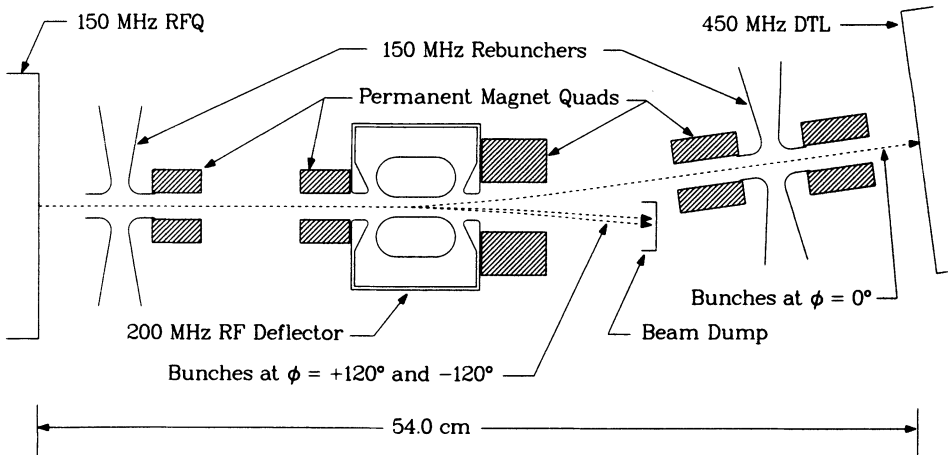 150 MHz RFQ
450 MHz DTL
150 MHz Rebunchers
Permanent Magnet Quads
Bunches at ϕ = 0°
200 MHz RF Deflector
Beam Dump
Bunches at ϕ = +120° and -120°
54.0 cm